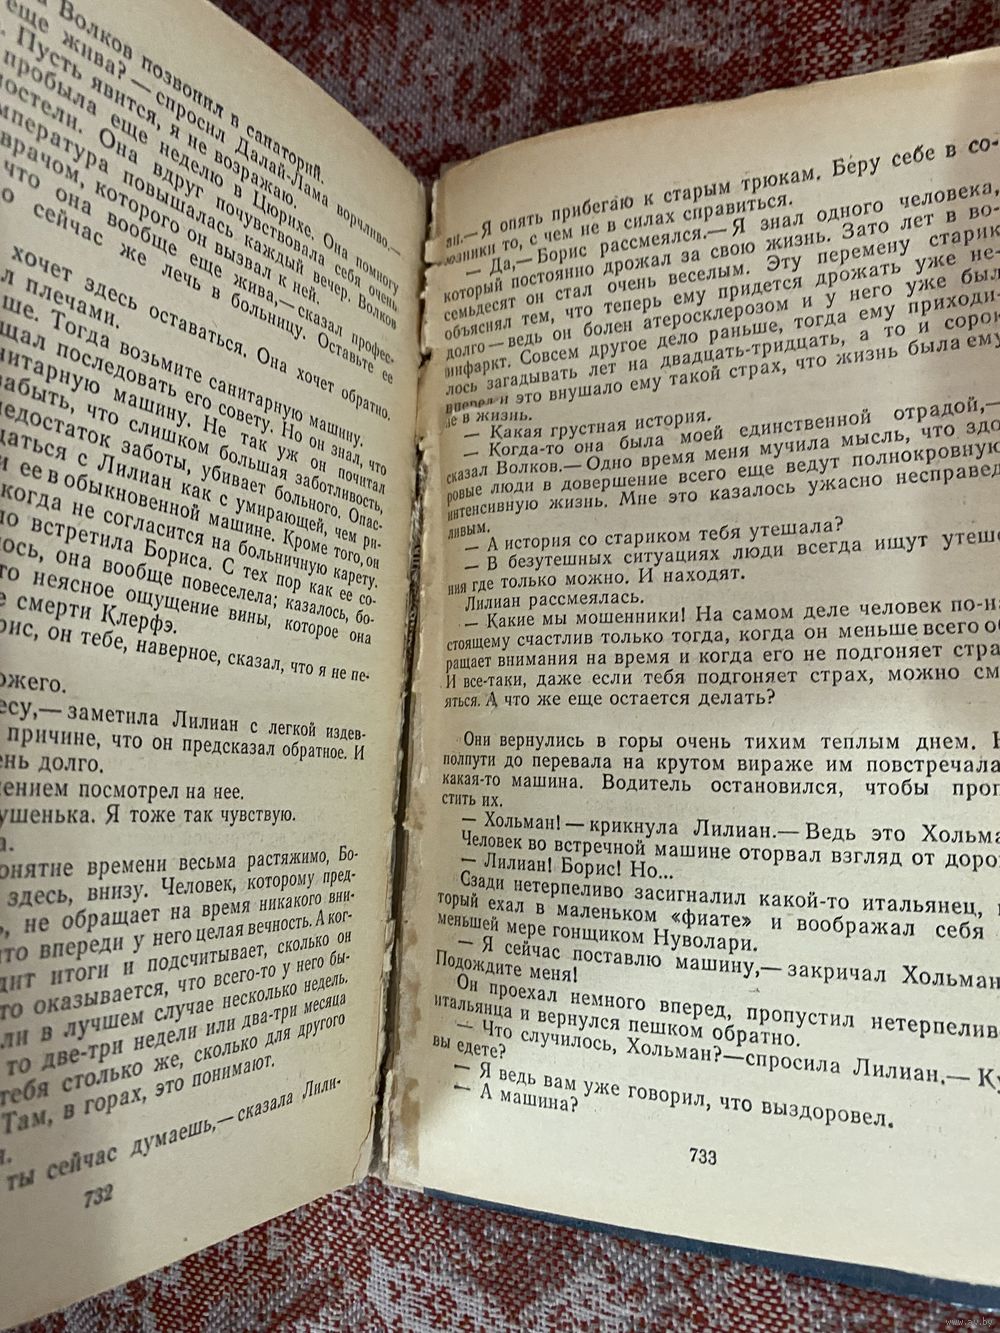 Волков позвонил в санаторий.
еще жива?— спросил Далай-Лама ворчливо.—
Пусть явится, я не возражаю.
пробыла еще неделю в Цюрихе. Она помногу
постели. Она вдруг почувствовала себя очень
температура повышалась каждый вечер. Волков
врачом, которого он вызвал к ней.
что она вообще еще жива,— сказал профес-
сейчас же лечь в больницу. Оставьте ее
хочет здесь оставаться. Она хочет обратно.
плечами.
Тогда возьмите санитарную машину.
последовать его совету. Но он знал, что
машину. Не так уж он почитал
что слишком большая заботливость,
недостаток заботы, убивает больного. Опас-
с Лилиан как с умирающей, чем ри-
ее в обыкновенной машине. Кроме того, он
когда не согласится на больничную карету.
встретила Бориса. С тех пор как ее со-
она вообще повеселела; казалось, бо-
неясное ощущение вины, которое она
смерти Клерфэ.
он тебе, наверное, сказал, что я не пе-
заметила Лилиан с легкой издев-
причине, что он предсказал обратное. И
долго.
посмотрел на нее.
Я тоже так чувствую.
понятие времени весьма растяжимо, Бо-
здесь, внизу. Человек, которому пред-
не обращает на время никакого вни-
что впереди у него целая вечность. А ког-
итоги и подсчитывает, сколько он
оказывается, что всего-то у него бы-
в лучшем случае несколько недель.
то две-три недели или два-три месяца
тебя столько же, сколько для другого
Там, в горах, это понимают.
ты сейчас думаешь,— сказала Лили-
732
ан.— Я опять прибегаю к старым трюкам. Беру себе в со-
юзники то, с чем не в силах справиться.
— Да,— Борис рассмеялся.— Я знал одного человека,
который постоянно дрожал за свою жизнь. Зато лет в во-
семьдесят он стал очень веселым. Эту перемену старик
объяснял тем, что теперь ему придется дрожать уже не-
долго — ведь он болен атеросклерозом и у него уже был
инфаркт. Совсем другое дело раньше, тогда ему приходи-
лось загадывать лет на двадцать-тридцать, а то и сорок
вперед и это внушало ему такой страх, что жизнь была ему
не в жизнь.
— Какая грустная история.
— Когда-то она была моей единственной отрадой,—
сказал Волков.— Одно время меня мучила мысль, что здо
ровые люди в довершение всего еще ведут полнокровную
интенсивную жизнь. Мне это казалось ужасно несправед
ливым.
— А история со стариком тебя утешала?
— В безутешных ситуациях люди всегда ищут утеше
ния где только можно. И находят.
Лилиан рассмеялась.
— Какие мы мошенники! На самом деле человек по-на
стоящему счастлив только тогда, когда он меньше всего об
ращает внимания на время и когда его не подгоняет стра
И все-таки, даже если тебя подгоняет страх, можно сме
яться. А что же еще остается делать?
Они вернулись в горы очень тихим теплым днем.
полпути до перевала на крутом вираже им повстречала
какая-то машина. Водитель остановился, чтобы проп
стить их.
— Хольман! — крикнула Лилиан.— Ведь это Хольма
Человек во встречной машине оторвал взгляд от доро
— Лилиан! Борис! Но...
Сзади нетерпеливо засигналил какой-то итальянец,
торый ехал в маленьком «фиате» и воображал себя
меньшей мере гонщиком Нуволари.
— Я сейчас поставлю машину,— закричал Хольман
Подождите меня!
Он проехал немного вперед, пропустил нетерпелив
итальянца и вернулся пешком обратно.
— Что случилось, Хольман?— спросила Лилиан.—
вы едете?
— Я ведь вам уже говорил, что выздоровел.
— А машина?
733
www.ay.by